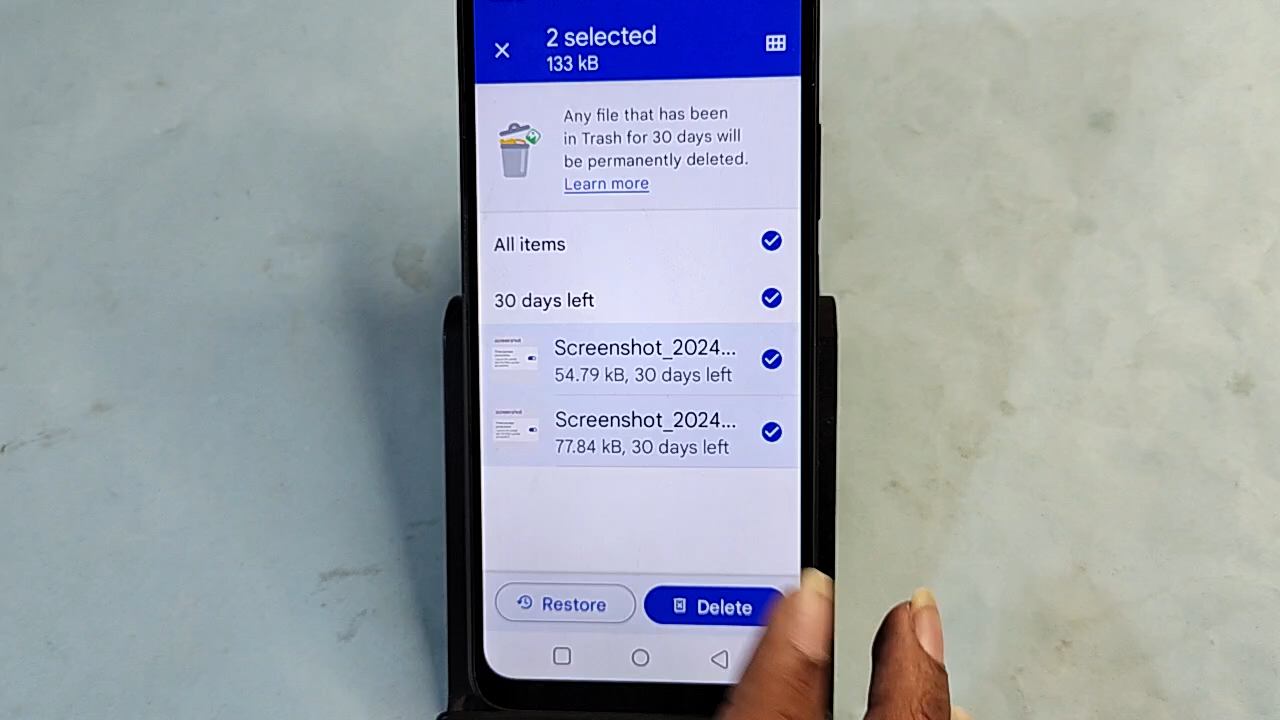 2 selected
133 kB
Any file that has been
in Trash for 30 days will
be permanently deleted.
Learn more
All items
30 days left
Screenshot_2024...
54.79 kB, 30 days left
Screenshot_2024...
77.84 kB, 30 days left
Restore
Delete